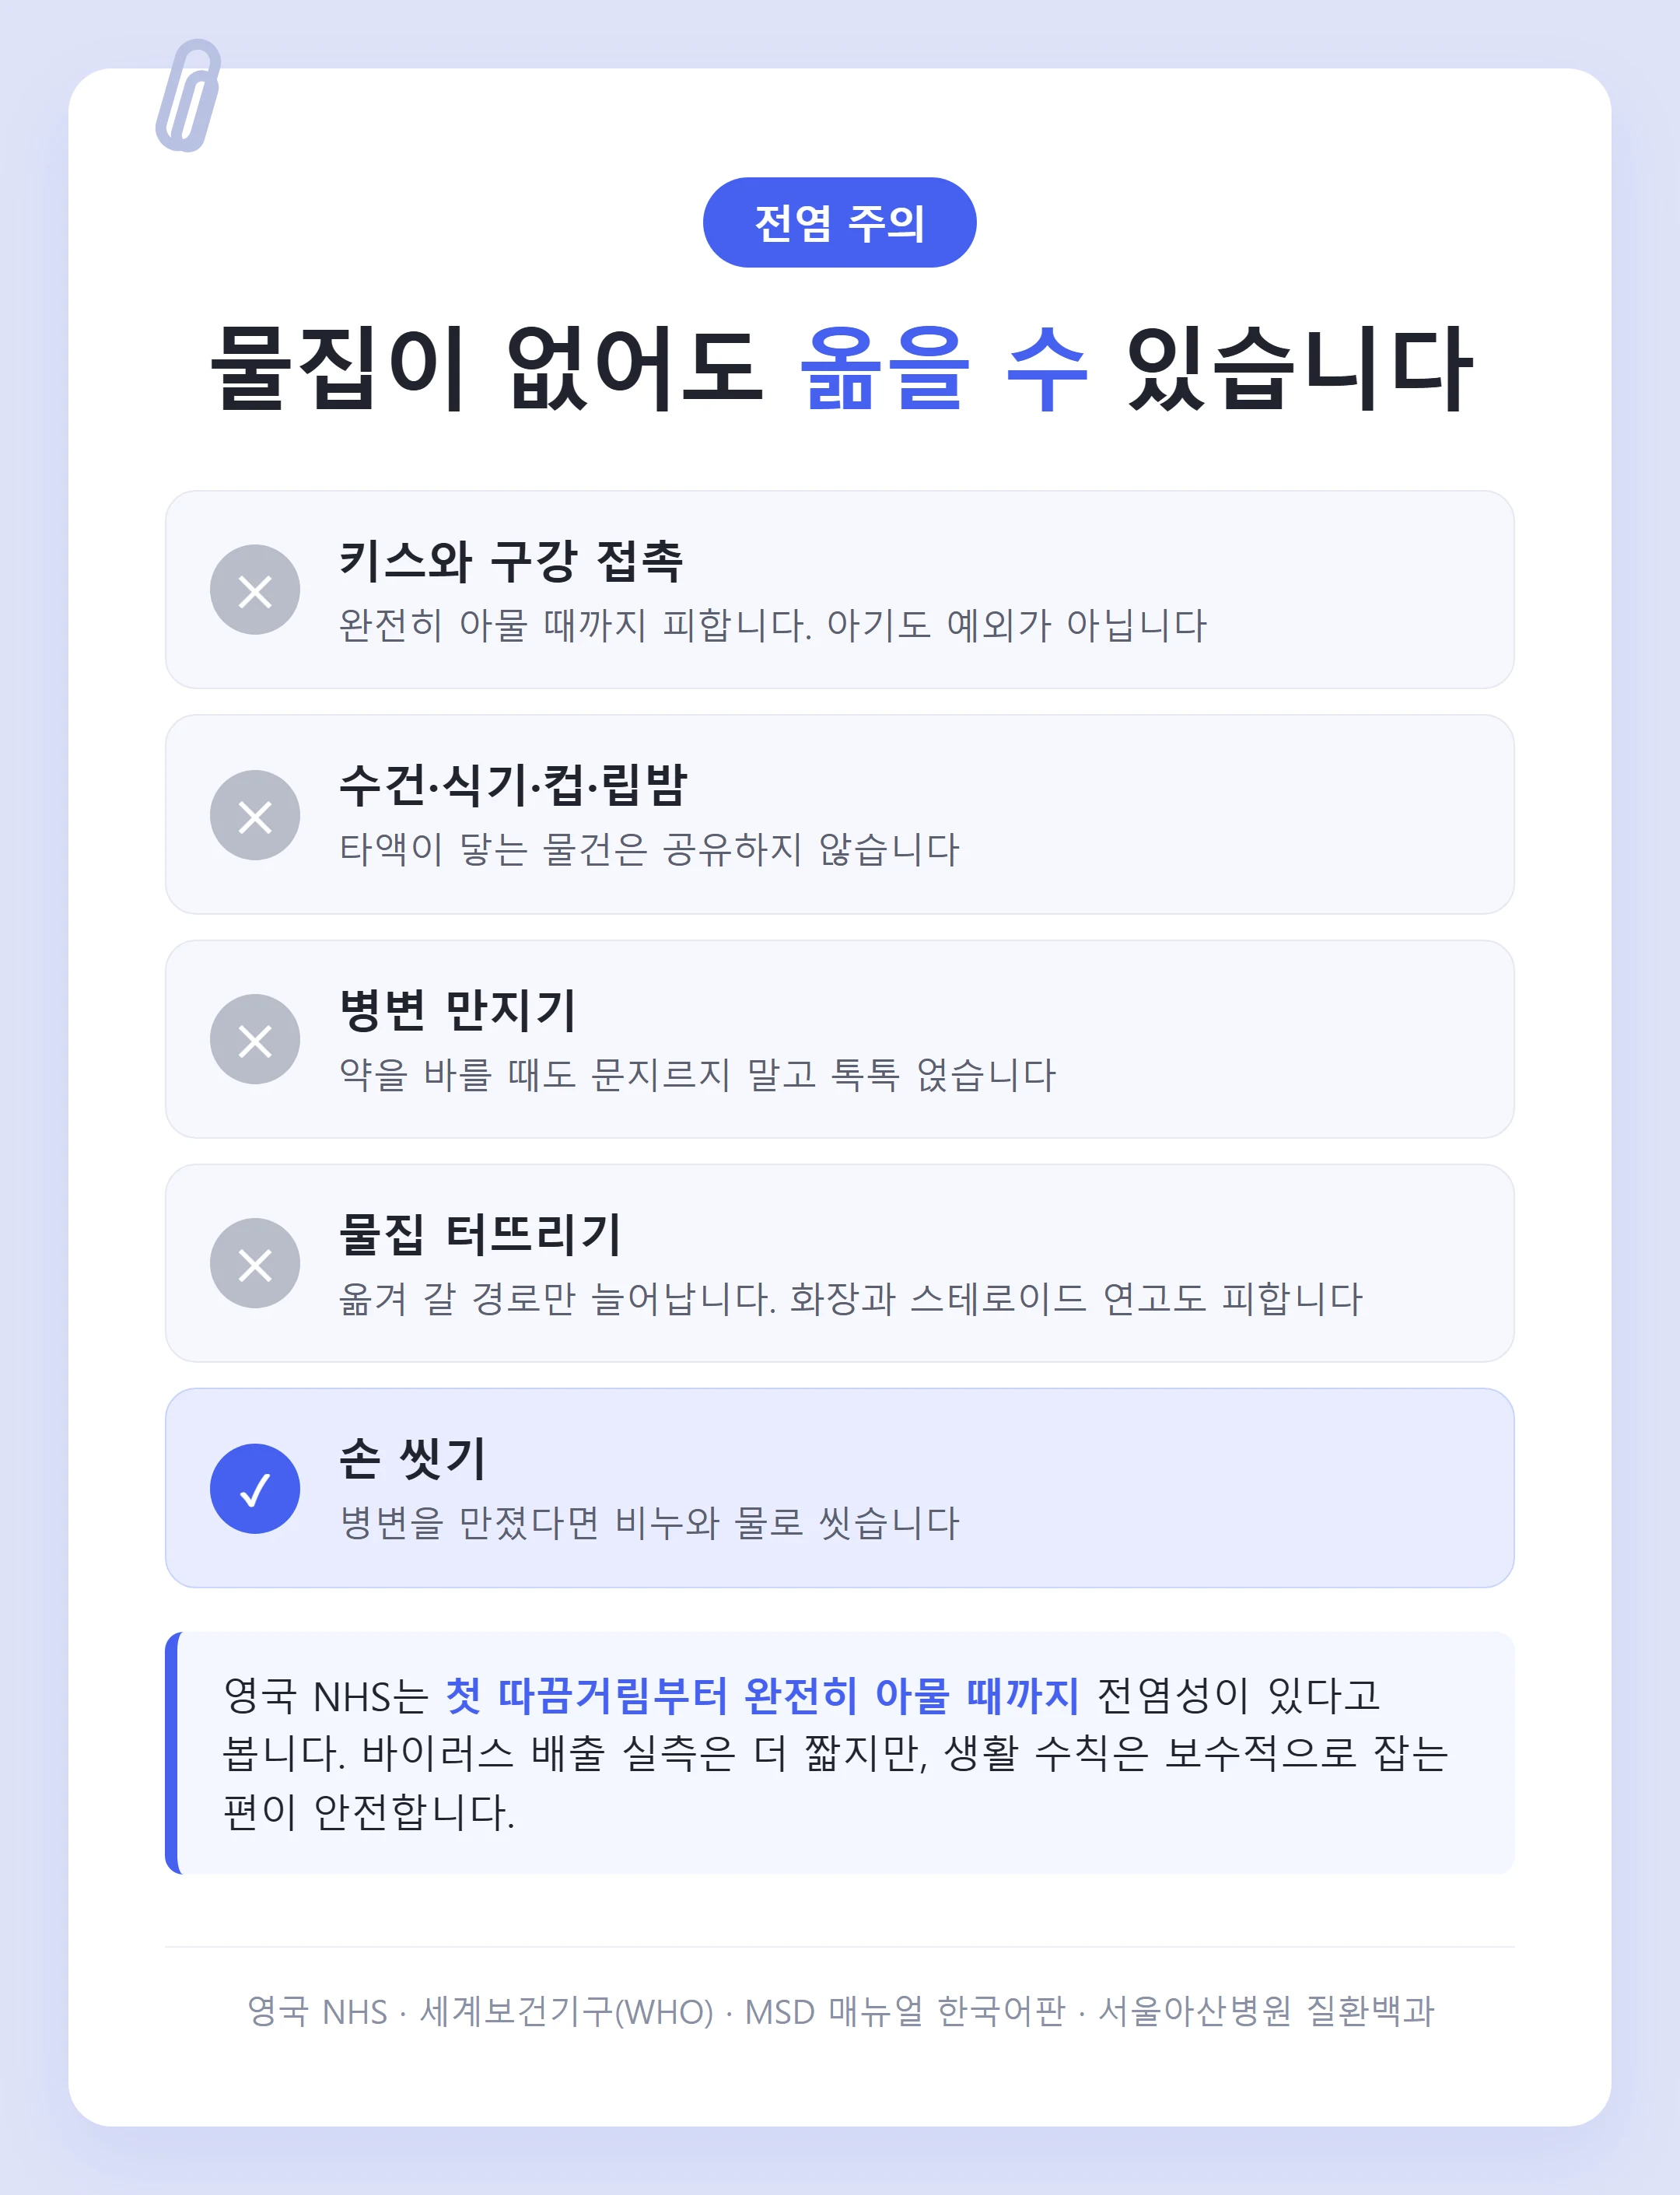 전염 주의
물집이 없어도 옮을 수 있습니다
키스와 구강 접촉
완전히 아물 때까지 피합니다. 아기도 예외가 아닙니다
수건·식기·컵·립밤
타액이 닿는 물건은 공유하지 않습니다
병변 만지기
약을 바를 때도 문지르지 말고 톡톡 얹습니다
물집 터뜨리기
옮겨 갈 경로만 늘어납니다. 화장과 스테로이드 연고도 피합니다
손 씻기
병변을 만졌다면 비누와 물로 씻습니다
영국 NHS는 첫 따끔거림부터 완전히 아물 때까지 전염성이 있다고
봅니다. 바이러스 배출 실측은 더 짧지만, 생활 수칙은 보수적으로 잡는
편이 안전합니다.
영국 NHS · 세계보건기구(WHO) · MSD 매뉴얼 한국어판 · 서울아산병원 질환백과